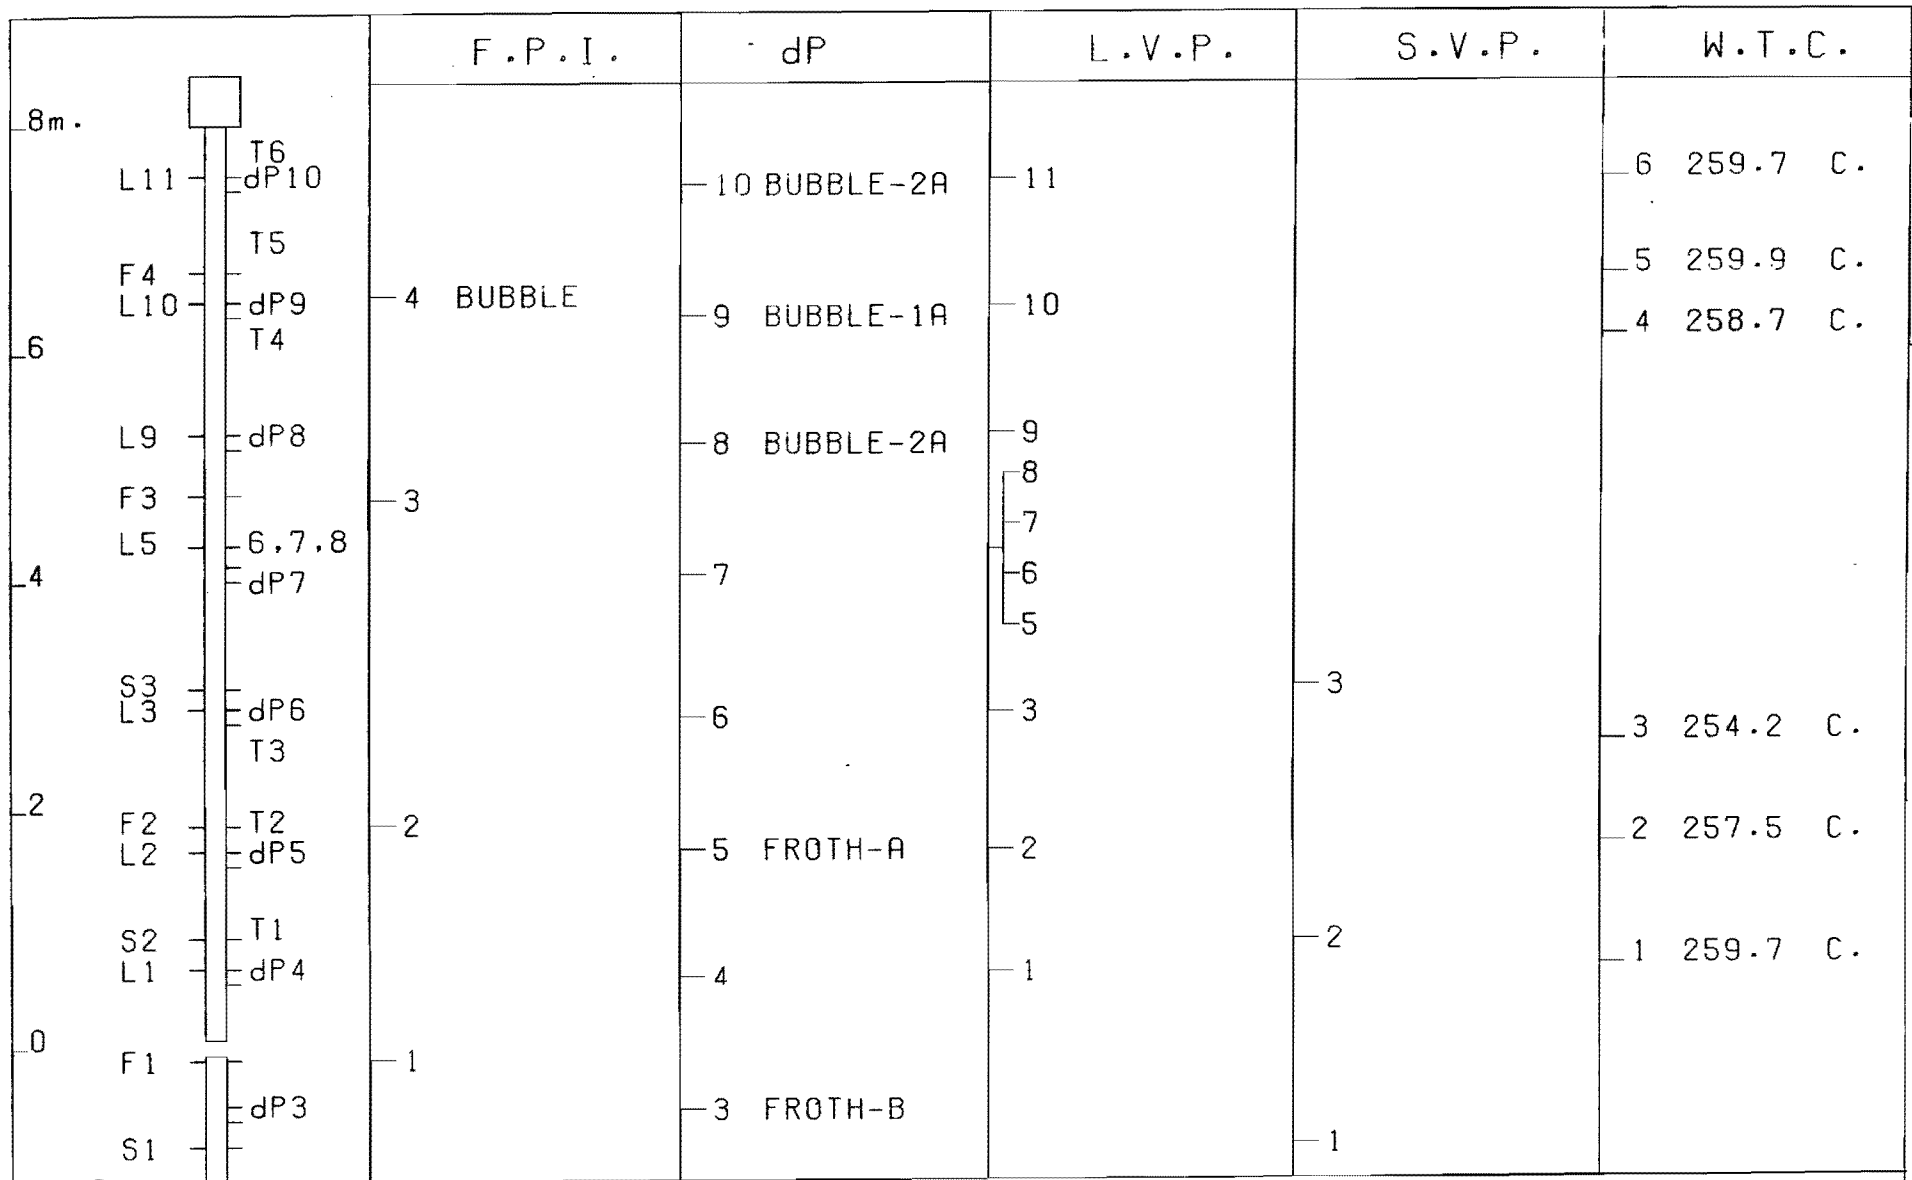 F.P.I. dP L.V.P. S.V.P. W.T.C.
8m.
T6
L11 dP10 10 BUBBLE-2A 11 6 259.7 C.
T5
F4 5 259.9 C.
L10 dP9 4 BUBBLE 9 BUBBLE-1A 10 4 258.7 C.
T4
6
L9 dP8 8 BUBBLE-2A 9
8
F3 3
7
L5 6,7,8
4 dP7 7 6
5
S3 3
L3 dP6 6 3 3 254.2 C.
T3
2
F2 T2 2 2 257.5 C.
L2 dP5 5 FROTH-A 2
T1
S2 2 1 259.7 C.
L1 dP4 4 1
0
F1 1
dP3 3 FROTH-B
S1 1